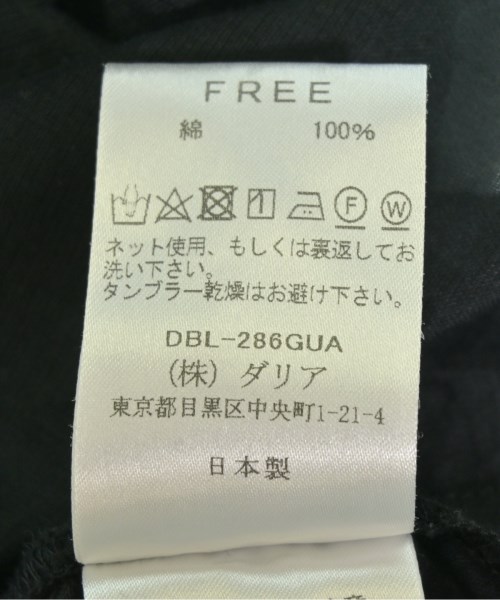 FREE
綿 100%
F W
ネット使用、もしくは裏返してお
洗い下さい。
タンブラー乾燥はお避け下さい。
DBL-286GUA
(株) ダリア
東京都目黒区中央町1-21-4
日本製